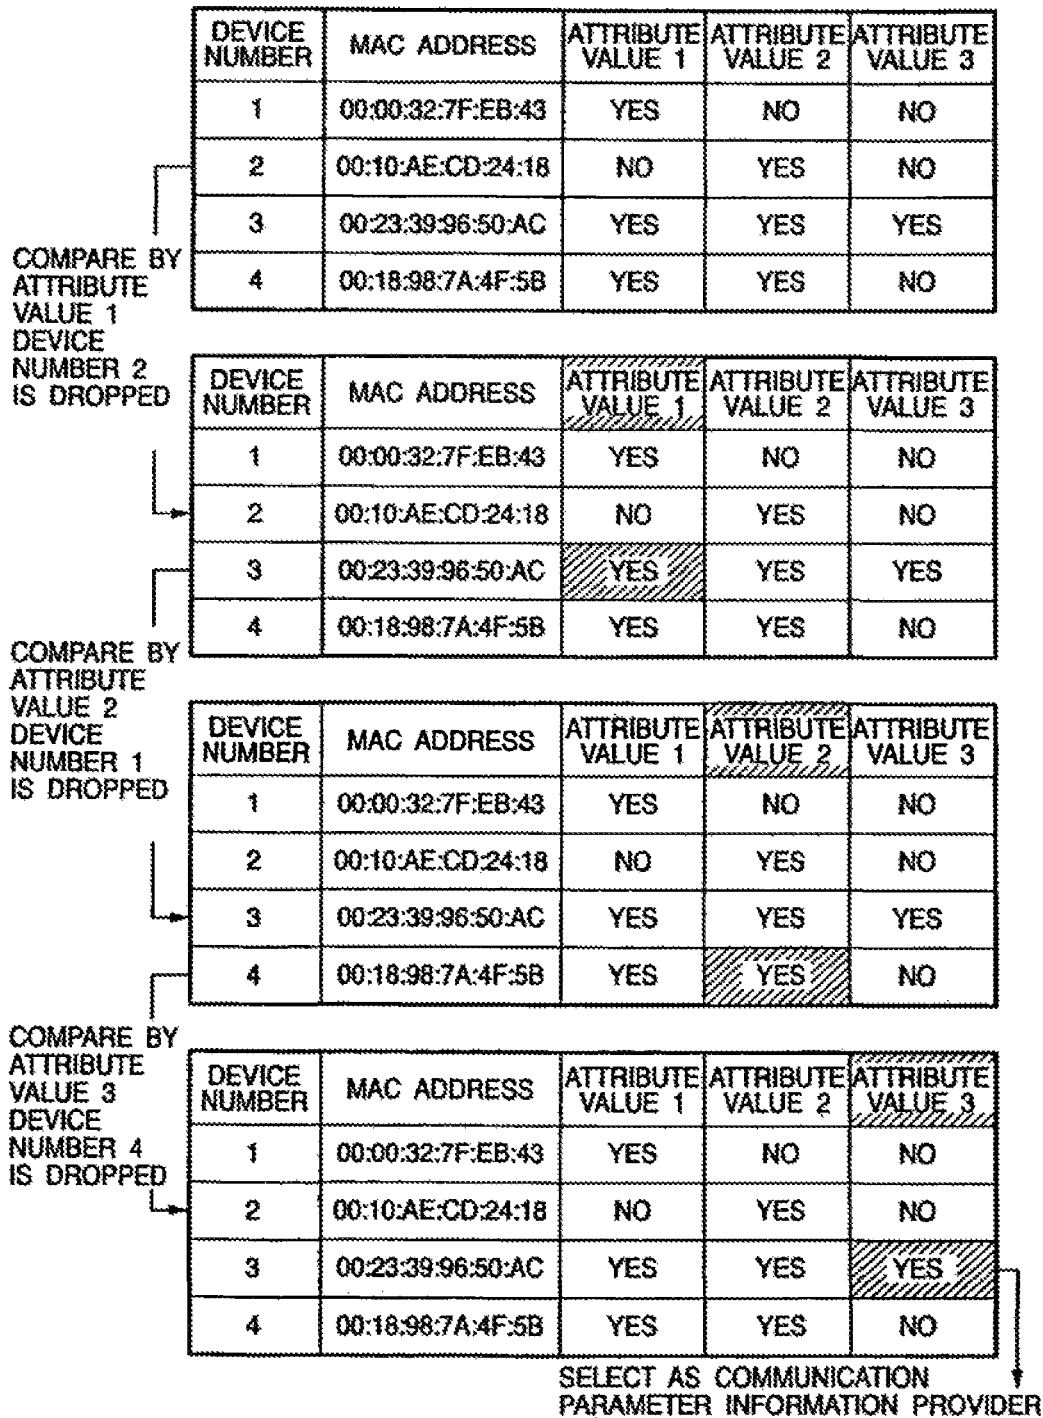 DEVICE NUMBER MAC ADDRESS ATTRIBUTE VALUE 1 ATTRIBUTE VALUE 2 ATTRIBUTE VALUE 3
1 00:00:32:7F:EB:43 YES NO NO
2 00:10:AE:CD:24:18 NO YES NO
3 00:23:39:96:50:AC YES YES YES
4 00:18:98:7A:4F:5B YES YES NO
COMPARE BY
ATTRIBUTE
VALUE 1
DEVICE
NUMBER 2
IS DROPPED
DEVICE NUMBER MAC ADDRESS ATTRIBUTE VALUE 1 ATTRIBUTE VALUE 2 ATTRIBUTE VALUE 3
1 00:00:32:7F:EB:43 YES NO NO
2 00:10:AE:CD:24:18 NO YES NO
3 00:23:39:96:50:AC YES YES YES
4 00:18:98:7A:4F:5B YES YES NO
COMPARE BY
ATTRIBUTE
VALUE 2
DEVICE
NUMBER 1
IS DROPPED
DEVICE NUMBER MAC ADDRESS ATTRIBUTE VALUE 1 ATTRIBUTE VALUE 2 ATTRIBUTE VALUE 3
1 00:00:32:7F:EB:43 YES NO NO
2 00:10:AE:CD:24:18 NO YES NO
3 00:23:39:96:50:AC YES YES YES
4 00:18:98:7A:4F:5B YES YES NO
COMPARE BY
ATTRIBUTE
VALUE 3
DEVICE
NUMBER 4
IS DROPPED
DEVICE NUMBER MAC ADDRESS ATTRIBUTE VALUE 1 ATTRIBUTE VALUE 2 ATTRIBUTE VALUE 3
1 00:00:32:7F:EB:43 YES NO NO
2 00:10:AE:CD:24:18 NO YES NO
3 00:23:39:96:50:AC YES YES YES
4 00:18:98:7A:4F:5B YES YES NO
SELECT AS COMMUNICATION
PARAMETER INFORMATION PROVIDER